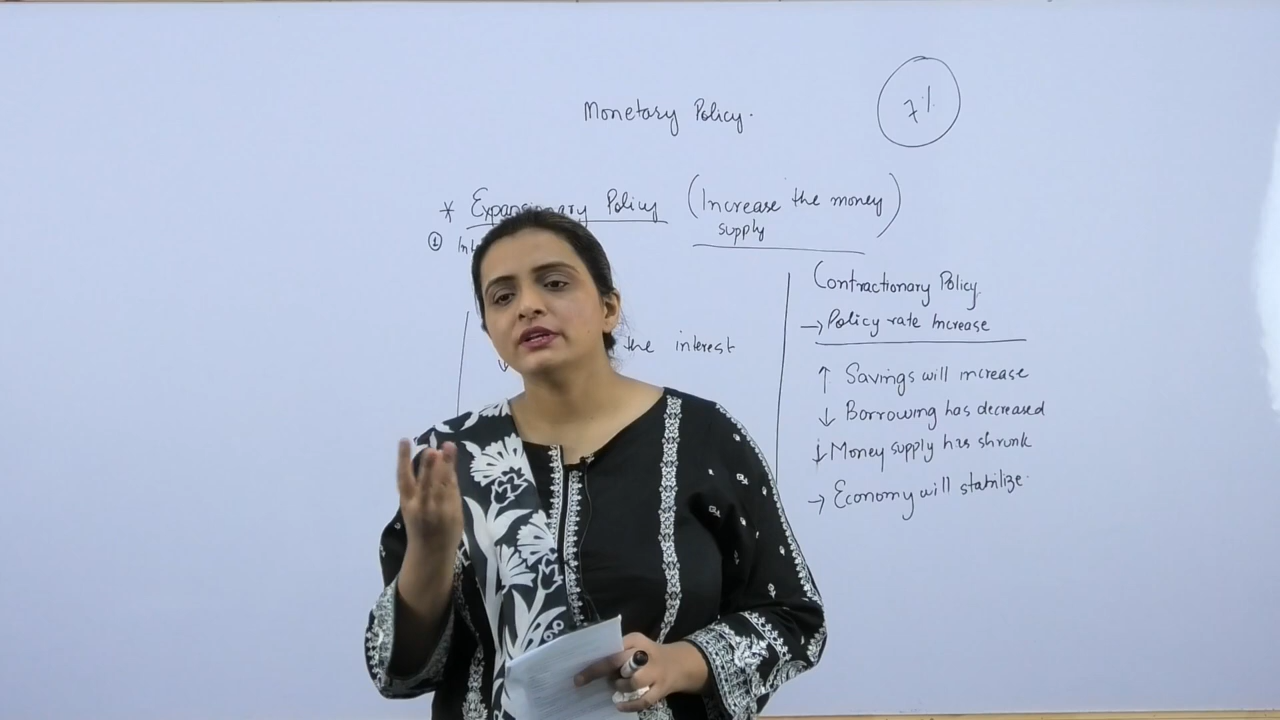 Monetary Policy.
7%
* Expansionary Policy (Increase the money
supply)
①
the interest
Contractionary Policy.
→ Policy rate increase
↑ Savings will increase
↓ Borrowing has decreased
↓ Money supply has shrunk
→ Economy will stabilize.